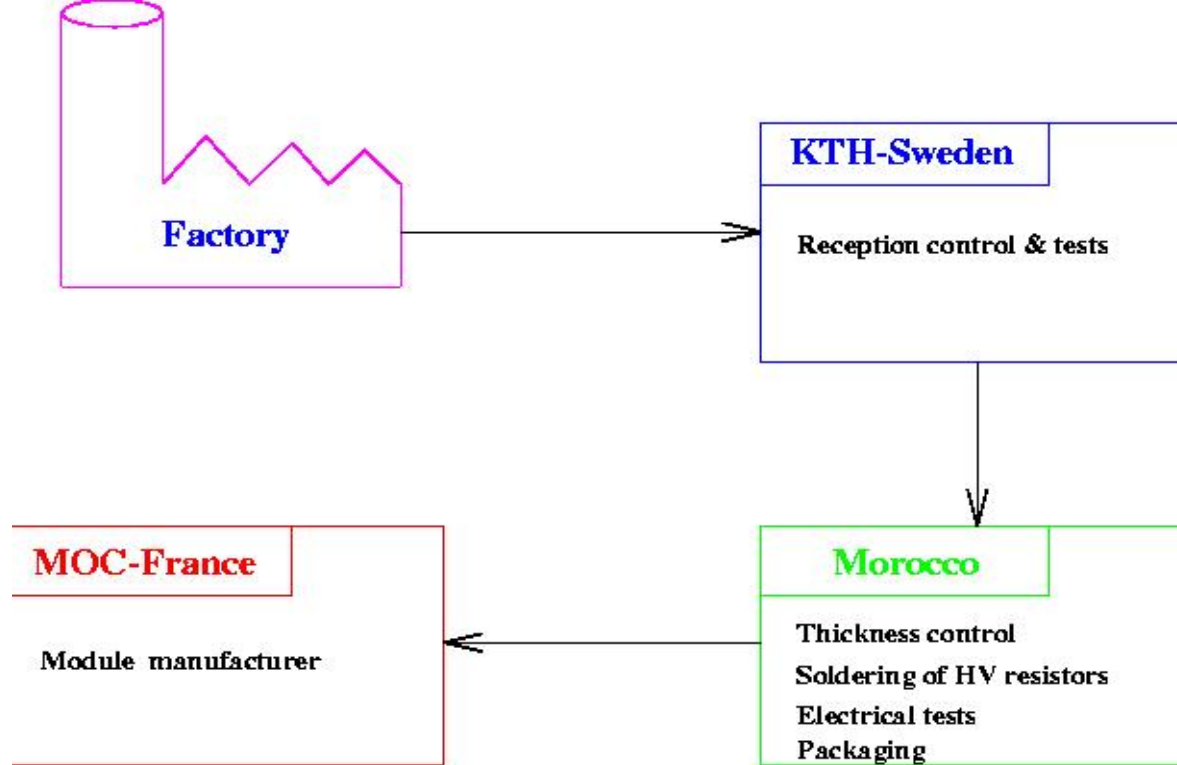 KTH-Sweden
Factory
Reception control & tests
MOC-France
Morocco
Module manufacturer
Thickness control
Soldering of HV resistors
Electrical tests
Packaging